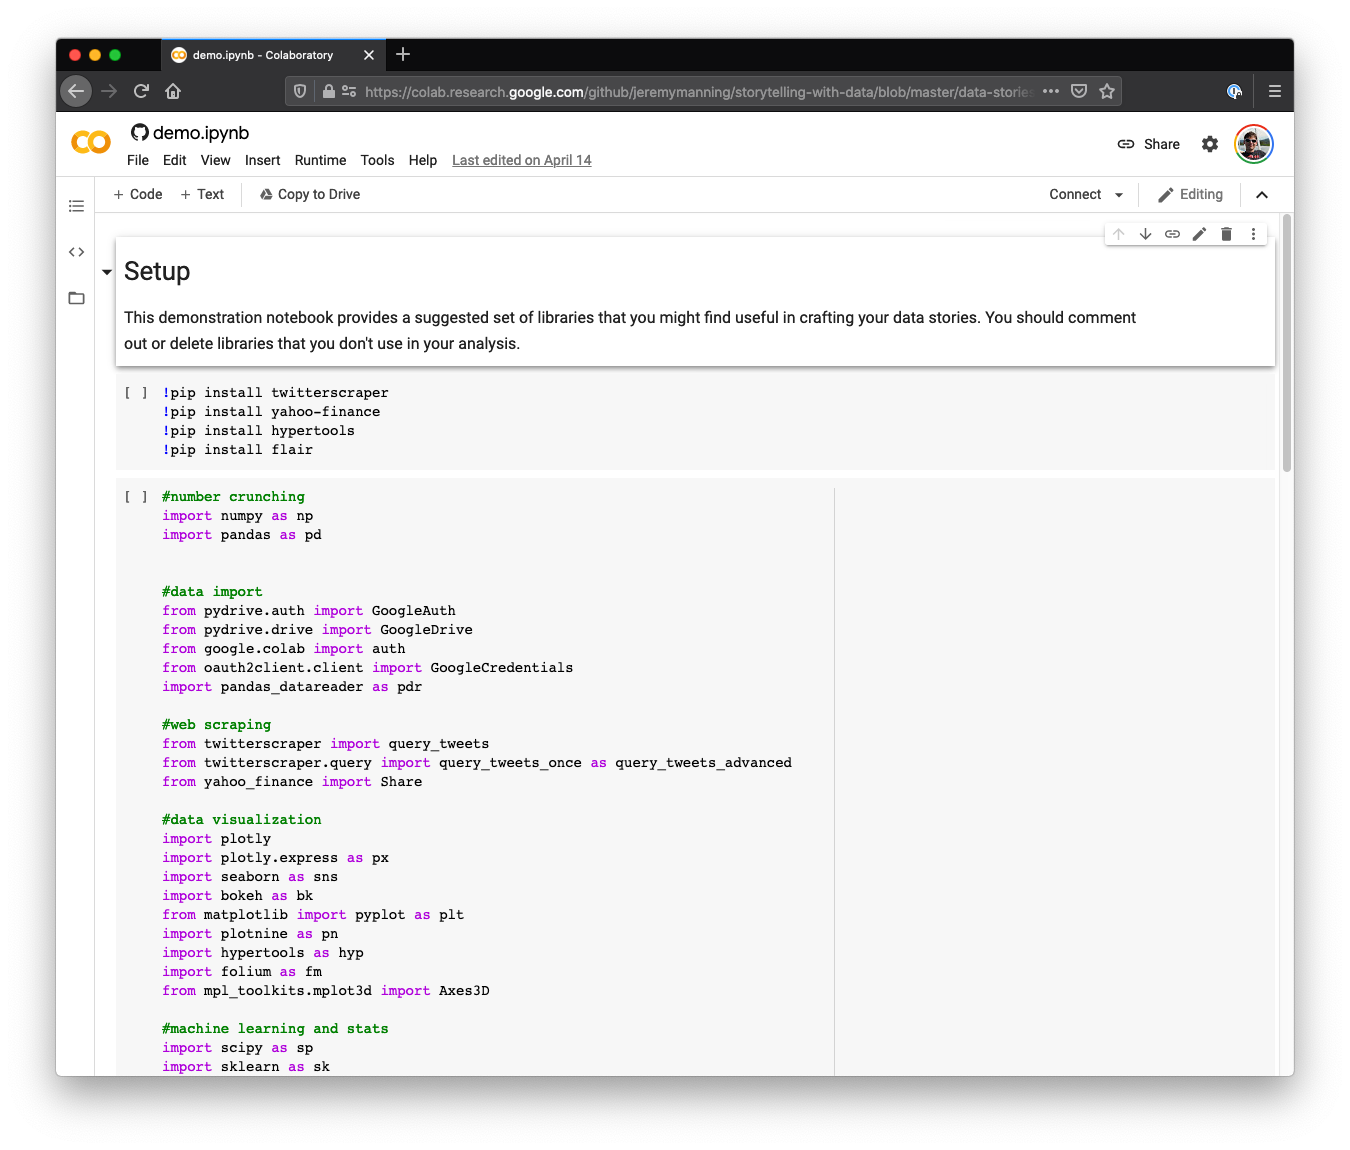 demo.ipynb - Colaboratory
https://colab.research.google.com/github/jeremymanning/storytelling-with-data/blob/master/data-stories
demo.ipynb
File Edit View Insert Runtime Tools Help Last edited on April 14
Share
+ Code + Text Copy to Drive
Connect Editing
Setup
This demonstration notebook provides a suggested set of libraries that you might find useful in crafting your data stories. You should comment
out or delete libraries that you don't use in your analysis.
[ ] !pip install twitterscraper
!pip install yahoo-finance
!pip install hypertools
!pip install flair
[ ] #number crunching
import numpy as np
import pandas as pd
#data import
from pydrive.auth import GoogleAuth
from pydrive.drive import GoogleDrive
from google.colab import auth
from oauth2client.client import GoogleCredentials
import pandas_datareader as pdr
#web scraping
from twitterscraper import query_tweets
from twitterscraper.query import query_tweets_once as query_tweets_advanced
from yahoo_finance import Share
#data visualization
import plotly
import plotly.express as px
import seaborn as sns
import bokeh as bk
from matplotlib import pyplot as plt
import plotnine as pn
import hypertools as hyp
import folium as fm
from mpl_toolkits.mplot3d import Axes3D
#machine learning and stats
import scipy as sp
import sklearn as sk